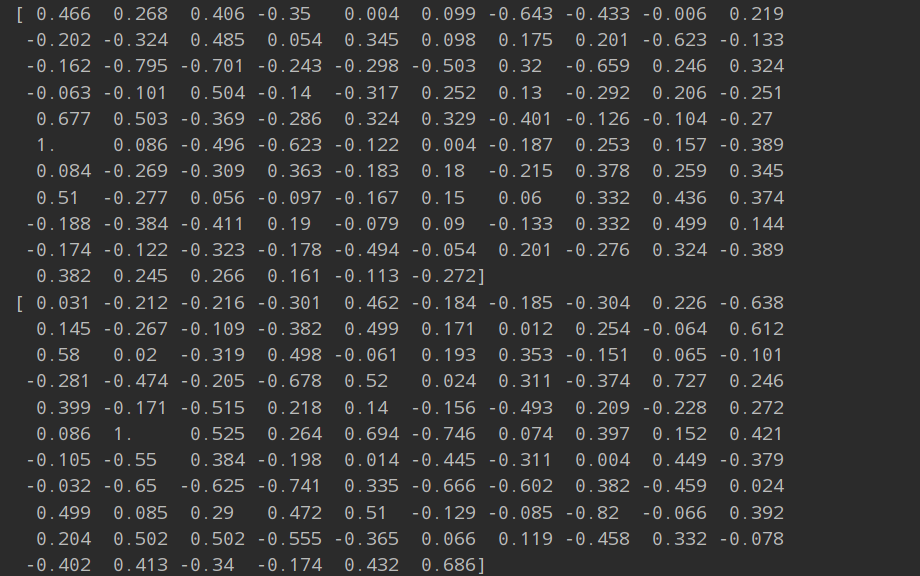 [ 0.466 0.268 0.406 -0.35 0.004 0.099 -0.643 -0.433 -0.006 0.219
-0.202 -0.324 0.485 0.054 0.345 0.098 0.175 0.201 -0.623 -0.133
-0.162 -0.795 -0.701 -0.243 -0.298 -0.503 0.32 -0.659 0.246 0.324
-0.063 -0.101 0.504 -0.14 -0.317 0.252 0.13 -0.292 0.206 -0.251
0.677 0.503 -0.369 -0.286 0.324 0.329 -0.401 -0.126 -0.104 -0.27
1. 0.086 -0.496 -0.623 -0.122 0.004 -0.187 0.253 0.157 -0.389
0.084 -0.269 -0.309 0.363 -0.183 0.18 -0.215 0.378 0.259 0.345
0.51 -0.277 0.056 -0.097 -0.167 0.15 0.06 0.332 0.436 0.374
-0.188 -0.384 -0.411 0.19 -0.079 0.09 -0.133 0.332 0.499 0.144
-0.174 -0.122 -0.323 -0.178 -0.494 -0.054 0.201 -0.276 0.324 -0.389
0.382 0.245 0.266 0.161 -0.113 -0.272]
[ 0.031 -0.212 -0.216 -0.301 0.462 -0.184 -0.185 -0.304 0.226 -0.638
0.145 -0.267 -0.109 -0.382 0.499 0.171 0.012 0.254 -0.064 0.612
0.58 0.02 -0.319 0.498 -0.061 0.193 0.353 -0.151 0.065 -0.101
-0.281 -0.474 -0.205 -0.678 0.52 0.024 0.311 -0.374 0.727 0.246
0.399 -0.171 -0.515 0.218 0.14 -0.156 -0.493 0.209 -0.228 0.272
0.086 1. 0.525 0.264 0.694 -0.746 0.074 0.397 0.152 0.421
-0.105 -0.55 0.384 -0.198 0.014 -0.445 -0.311 0.004 0.449 -0.379
-0.032 -0.65 -0.625 -0.741 0.335 -0.666 -0.602 0.382 -0.459 0.024
0.499 0.085 0.29 0.472 0.51 -0.129 -0.085 -0.82 -0.066 0.392
0.204 0.502 0.502 -0.555 -0.365 0.066 0.119 -0.458 0.332 -0.078
-0.402 0.413 -0.34 -0.174 0.432 0.686]